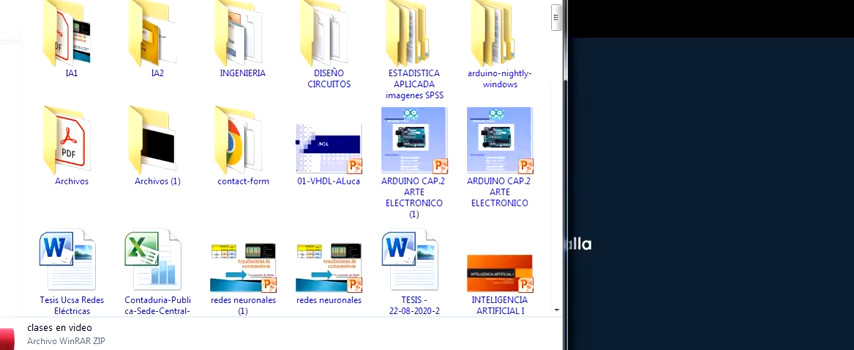 IA1
IA2
INGENIERIA
DISEÑO
CIRCUITOS
ESTADISTICA
APLICADA
imagenes SPSS
arduino-nightly-
windows
Archivos
Archivos (1)
contact-form
01-VHDL-ALuca
ARDUINO CAP.2
ARTE
ELECTRONICO
(1)
ARDUINO CAP.2
ARTE
ELECTRONICO
Tesis Ucsa Redes
Eléctricas
Contaduria-Publi
ca-Sede-Central-
redes neuronales
(1)
redes neuronales
TESIS -
22-08-2020-2
INTELIGENCIA
ARTIFICIAL I
alla
clases en video
Archivo WinRAR ZIP